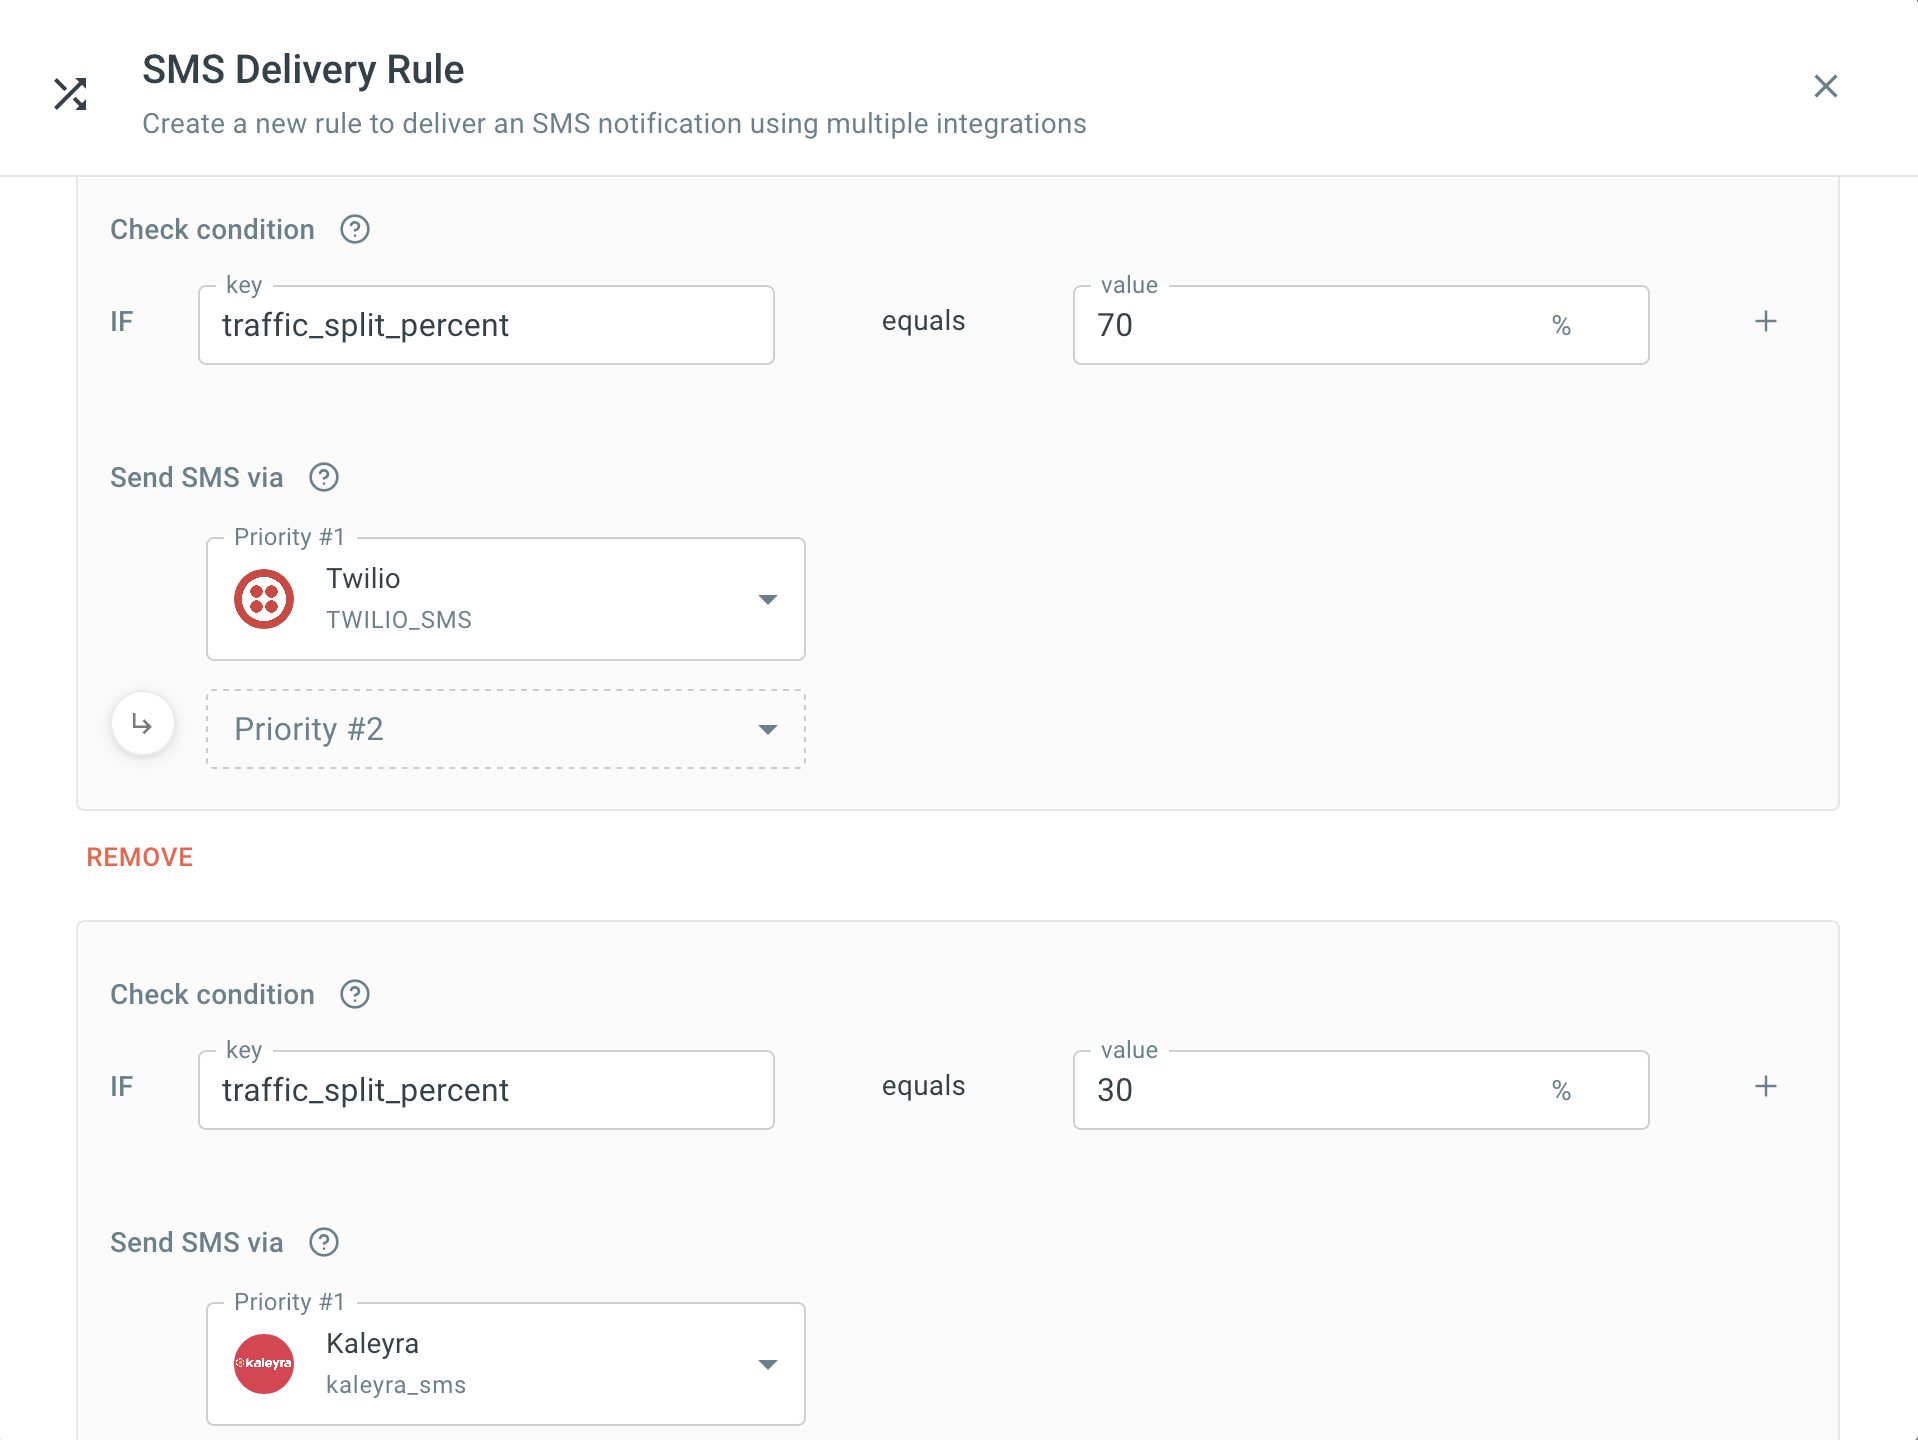 SMS Delivery Rule
Create a new rule to deliver an SMS notification using multiple integrations
Check condition ?
key
value
IF traffic_split_percent equals 70 % +
Send SMS via ?
Priority #1
Twilio
TWILIO_SMS
Priority #2
REMOVE
Check condition ?
key
value
IF traffic_split_percent equals 30 % +
Send SMS via ?
Priority #1
Kaleyra
kaleyra
kaleyra_sms